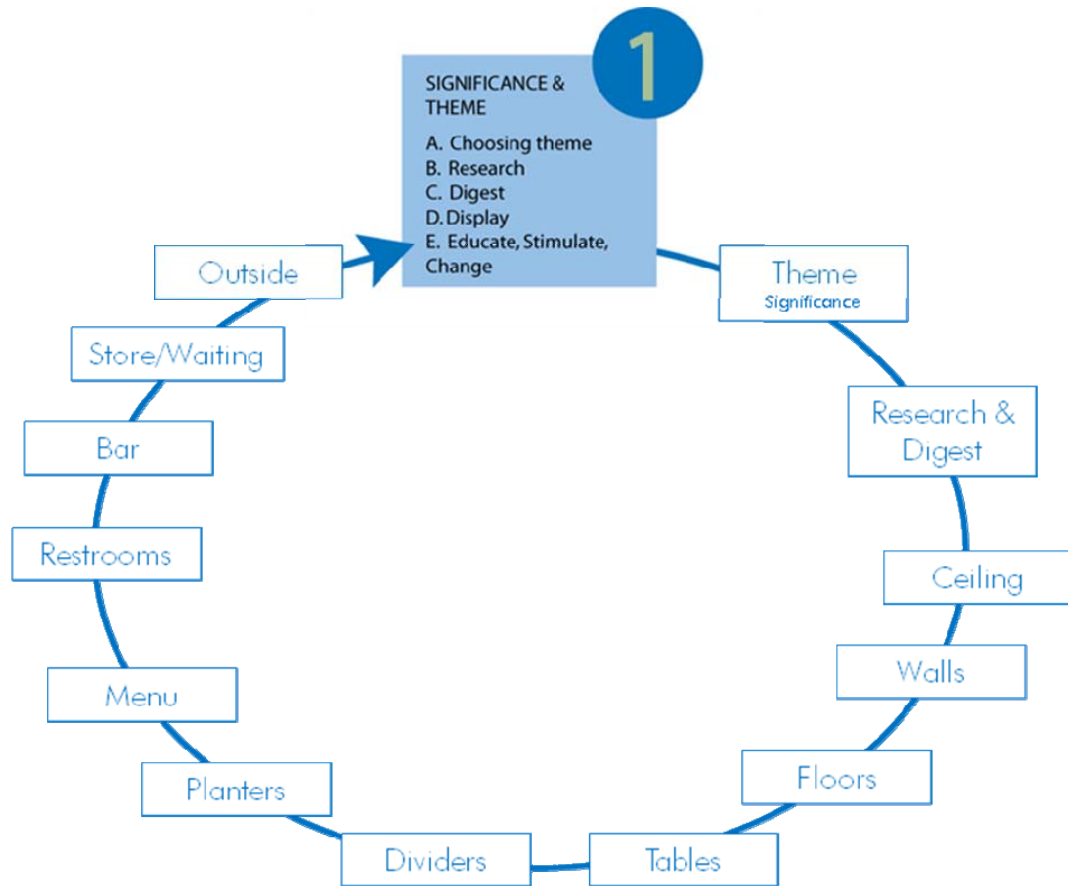 1
SIGNIFICANCE &
THEME
A. Choosing theme
B. Research
C. Digest
D. Display
E. Educate, Stimulate,
Change
Theme
Significance
Research &
Digest
Ceiling
Walls
Floors
Tables
Dividers
Planters
Menu
Restrooms
Bar
Store/Waiting
Outside